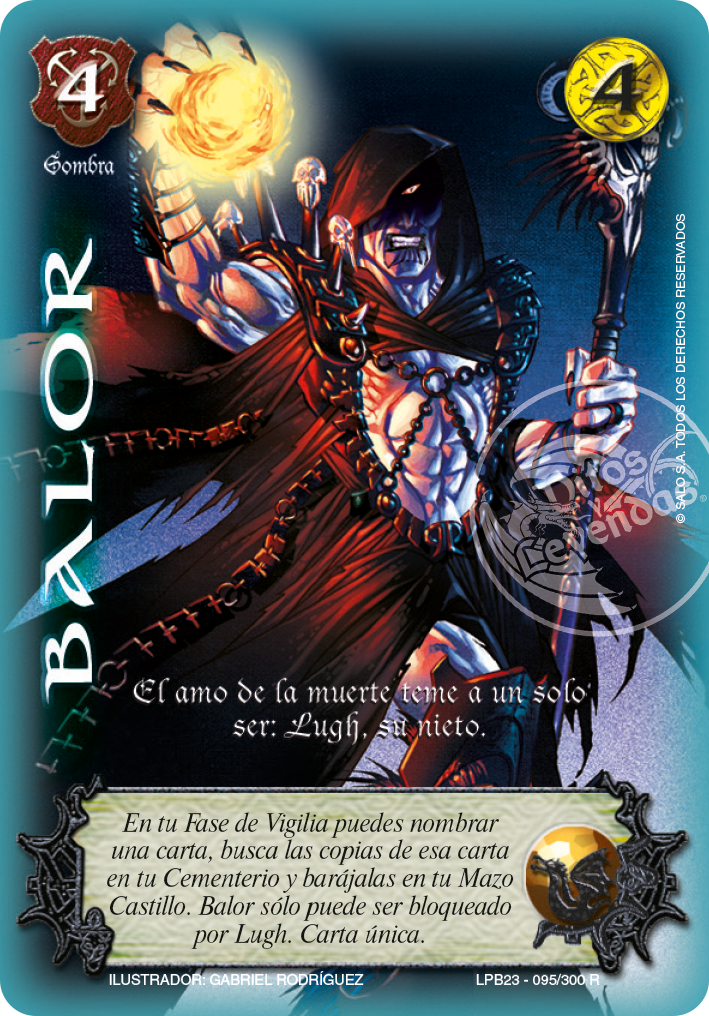 4
4
Sombra
BALOR
© SALO S.A. TODOS LOS DERECHOS RESERVADOS
Mitos
y
Leyendas®
El amo de la muerte teme a un solo
ser: Lugh, su nieto.
En tu Fase de Vigilia puedes nombrar
una carta, busca las copias de esa carta
en tu Cementerio y barájalas en tu Mazo
Castillo. Balor sólo puede ser bloqueado
por Lugh. Carta única.
ILUSTRADOR: GABRIEL RODRÍGUEZ LPB23 - 095/300 R